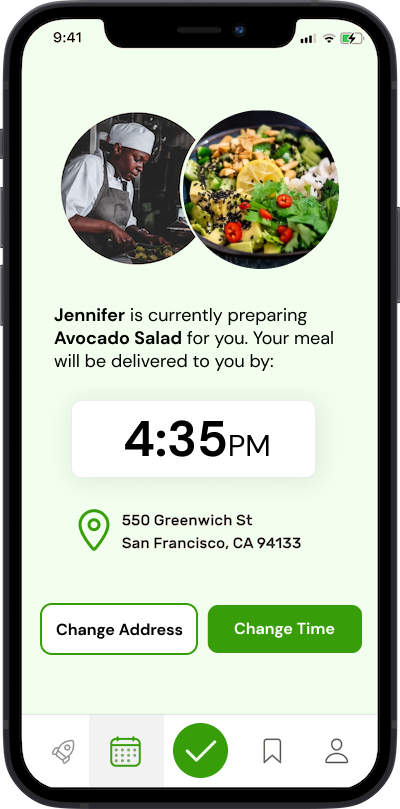 9:41
Jennifer is currently preparing
Avocado Salad for you. Your meal
will be delivered to you by:
4:35PM
550 Greenwich St
San Francisco, CA 94133
Change Address
Change Time